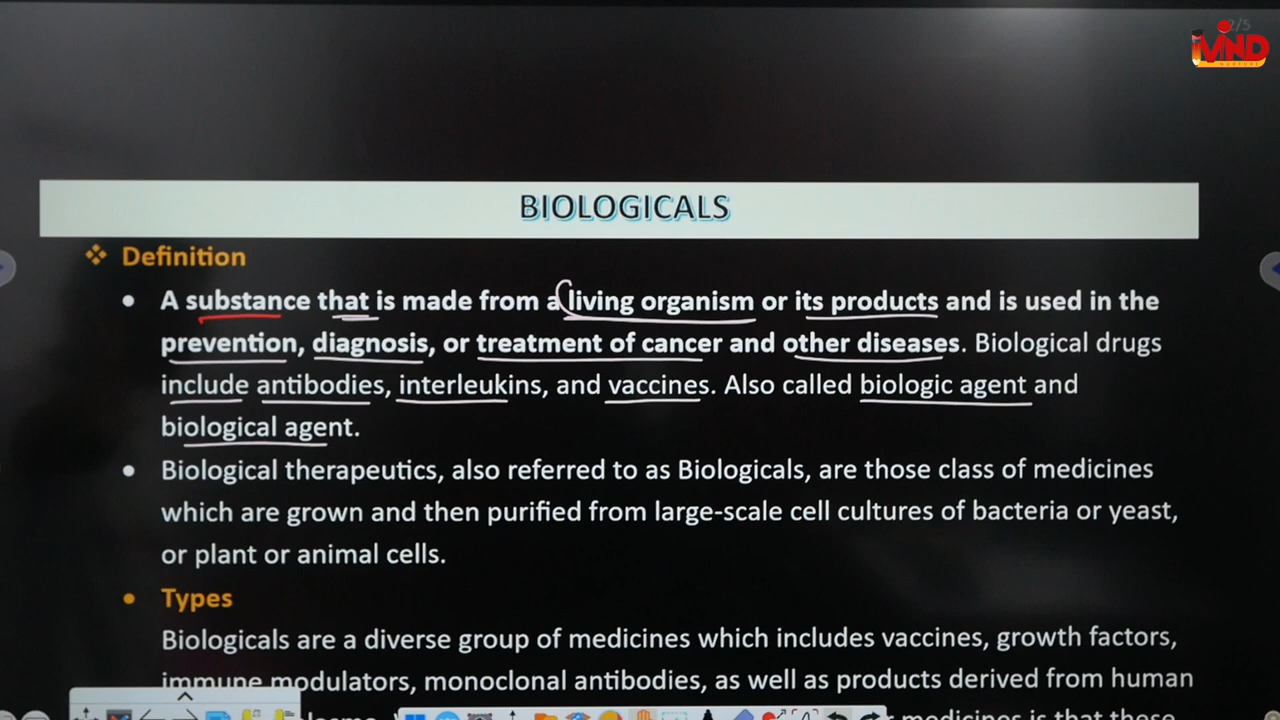 2/5
MND
BIOLOGICALS
Definition
A substance that is made from a living organism or its products and is used in the
prevention, diagnosis, or treatment of cancer and other diseases. Biological drugs
include antibodies, interleukins, and vaccines. Also called biologic agent and
biological agent.
Biological therapeutics, also referred to as Biologicals, are those class of medicines
which are grown and then purified from large-scale cell cultures of bacteria or yeast,
or plant or animal cells.
Types
Biologicals are a diverse group of medicines which includes vaccines, growth factors,
immune modulators, monoclonal antibodies, as well as products derived from human
medicines is that these